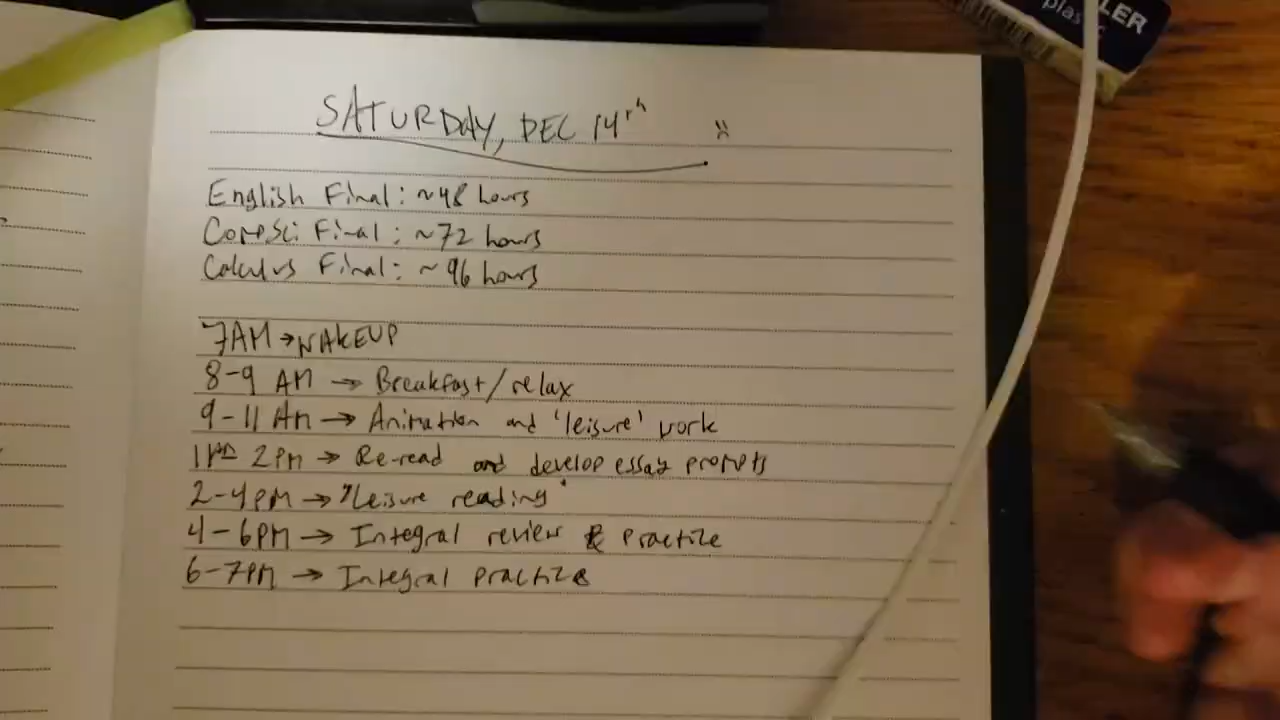 LER
plastic
SATURDAY, DEC 14TH
English Final: ~48 hours
CompSci Final: ~72 hours
Calculus Final: ~96 hours
7AM → WAKEUP
8-9 AM → Breakfast/relax
9-11 AM → Animation and 'leisure' work
2PM → Re-read and develop essay prompts
2-4PM → "Leisure reading"
4-6PM → Integral review & Practice
6-7PM → Integral practice